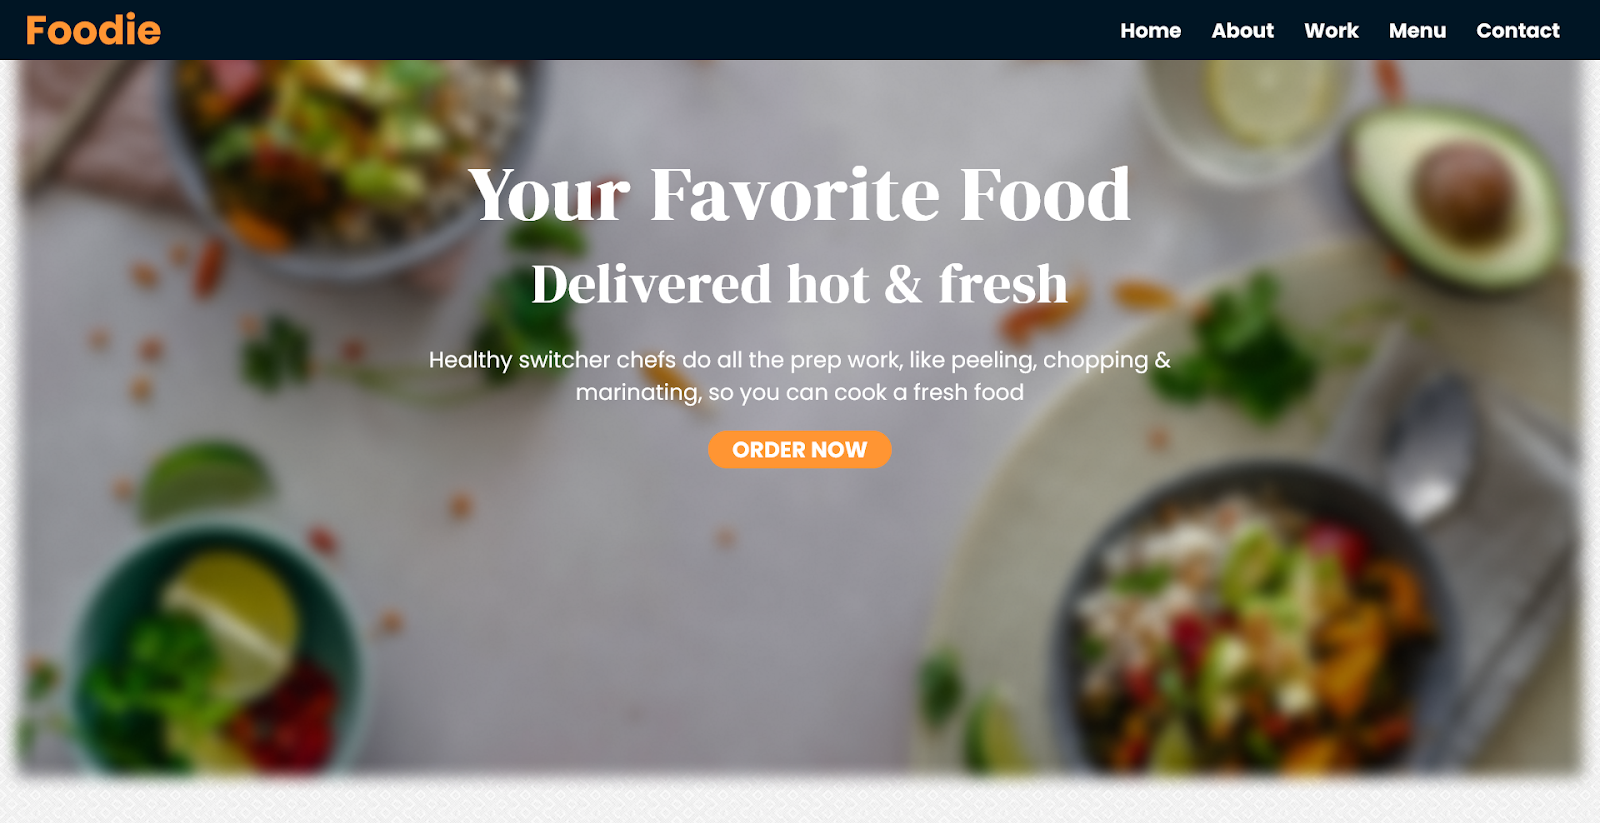 Foodie
Home About Work Menu Contact
Your Favorite Food
Delivered hot & fresh
Healthy switcher chefs do all the prep work, like peeling, chopping &
marinating, so you can cook a fresh food
ORDER NOW